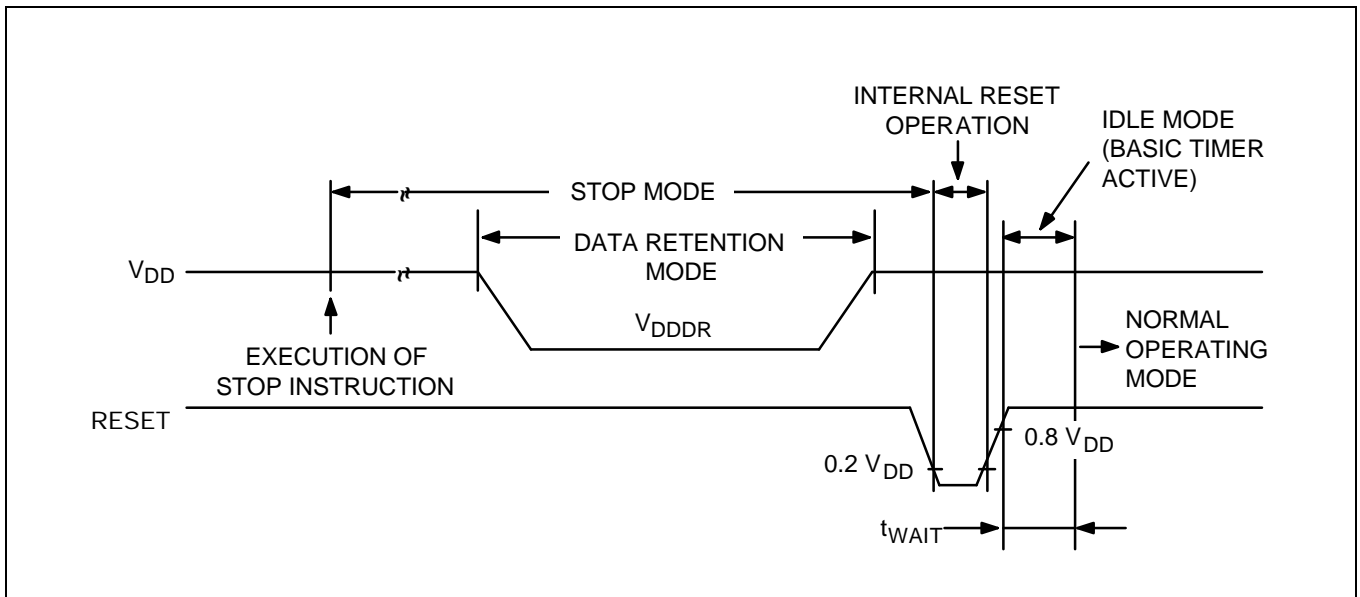 INTERNAL RESET
OPERATION
IDLE MODE
(BASIC TIMER
ACTIVE)
STOP MODE
DATA RETENTION
MODE
VDD
VDDDR
EXECUTION OF
STOP INSTRUCTION
NORMAL
OPERATING
MODE
RESET
0.8 VDD
0.2 VDD
tWAIT